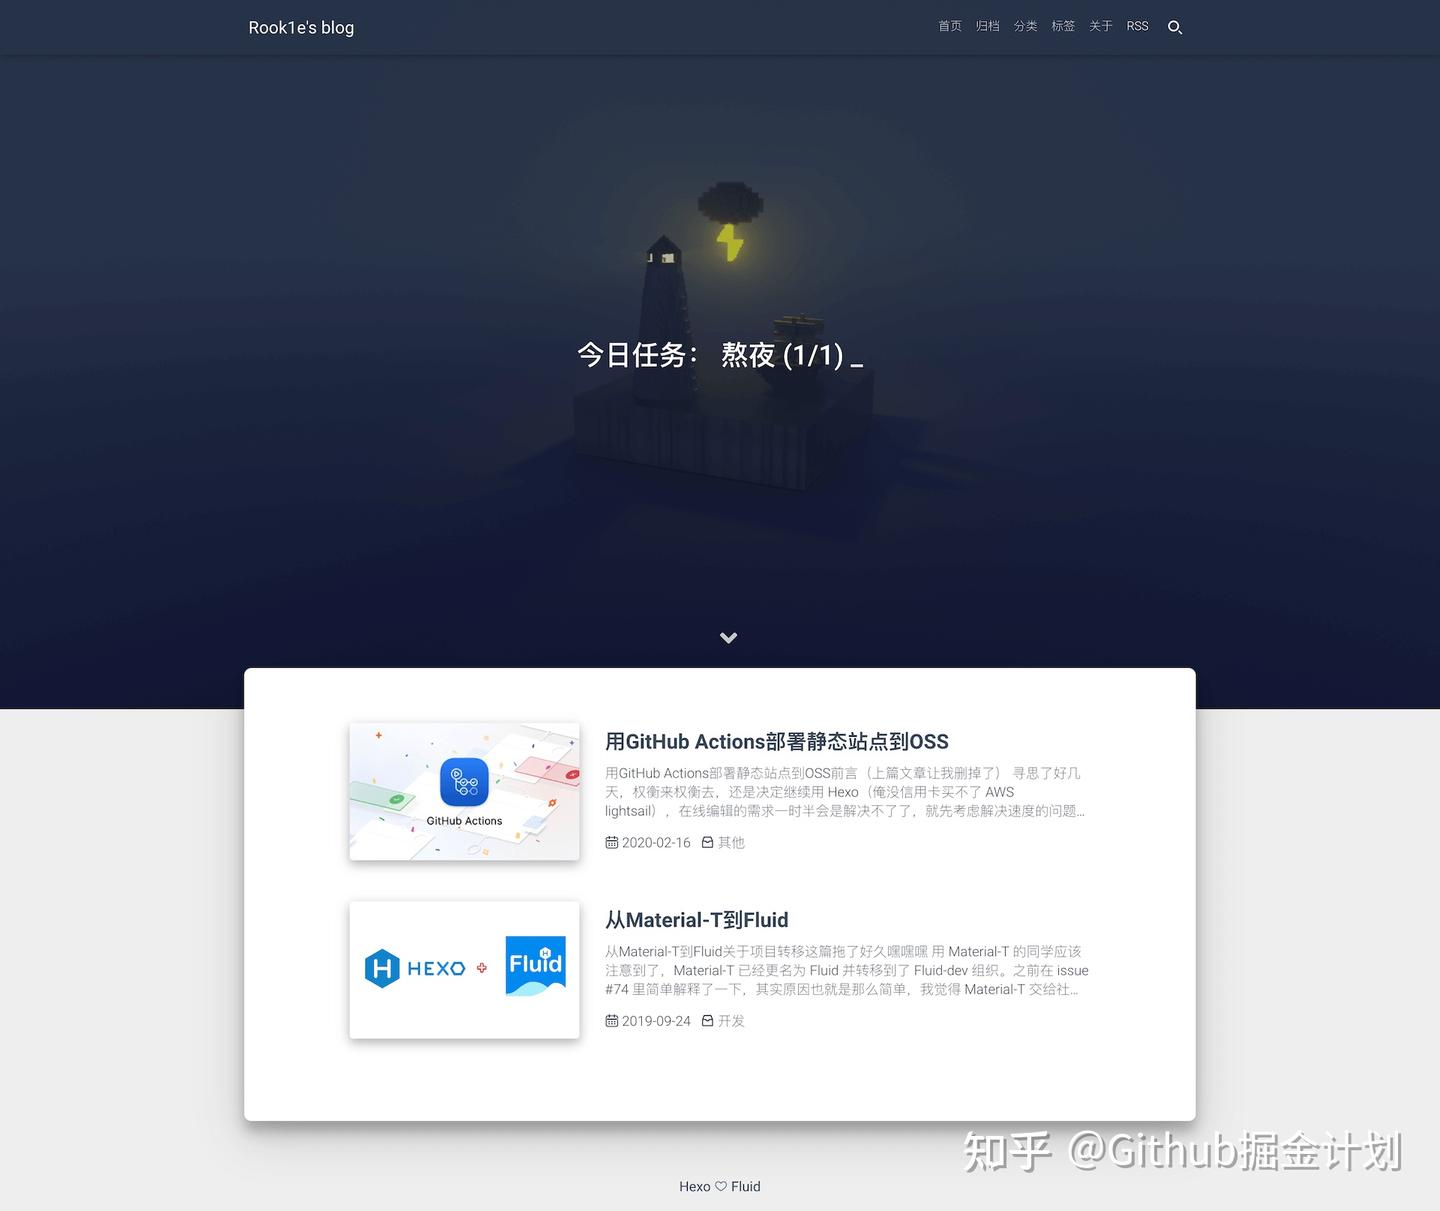 Rook1e's blog
首页 归档 分类 标签 关于 RSS
今日任务： 熬夜 (1/1) _
GitHub Actions
用GitHub Actions部署静态站点到OSS
用GitHub Actions部署静态站点到OSS前言（上篇文章让我删掉了） 寻思了好几
天，权衡来权衡去，还是决定继续用 Hexo（俺没信用卡买不了 AWS
lightsail），在线编辑的需求一时半会是解决不了了，就先考虑解决速度的问题...
2020-02-16 其他
HEXO
Fluid
从Material-T到Fluid
从Material-T到Fluid关于项目转移这篇拖了好久嘿嘿嘿 用 Material-T 的同学应该
注意到了，Material-T 已经更名为 Fluid 并转移到了 Fluid-dev 组织。之前在 issue
#74 里简单解释了一下，其实原因也就是那么简单，我觉得 Material-T 交给社...
2019-09-24 开发
知乎 @Github掘金计划
Hexo ♡ Fluid